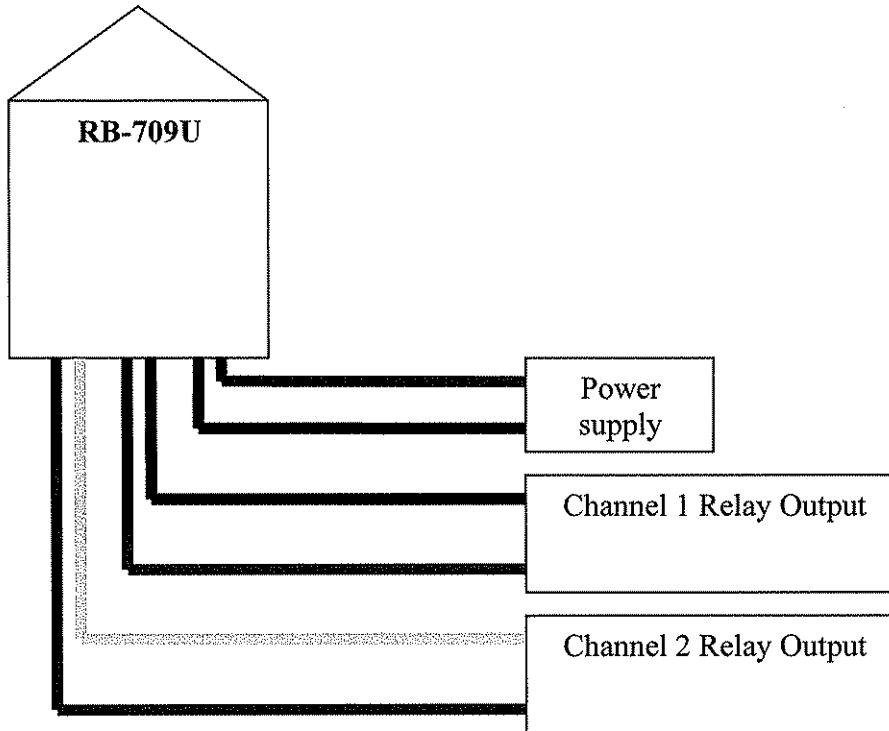 RB-709U
Power
supply
Channel 1 Relay Output
Channel 2 Relay Output